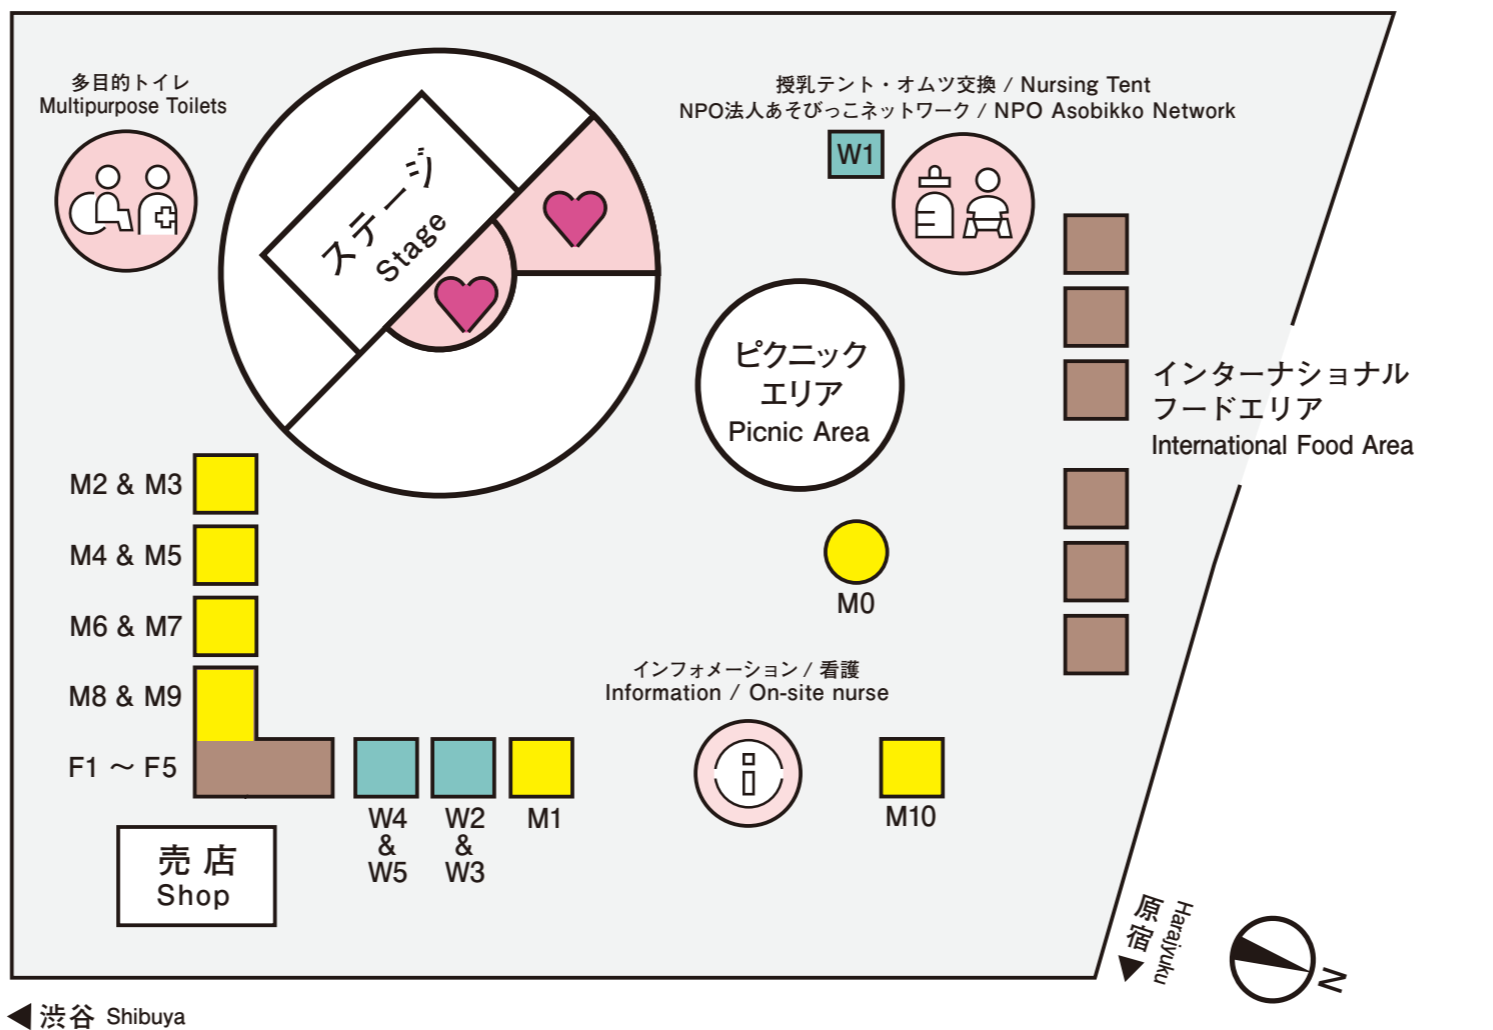 多目的トイレ
Multipurpose Toilets
授乳テント・オムツ交換 / Nursing Tent
NPO法人あそびっこネットワーク / NPO Asobikko Network
W1
ステージ
Stage
ピクニック
エリア
Picnic Area
インターナショナル
フードエリア
International Food Area
M2 & M3
M4 & M5
M6 & M7
M8 & M9
F1 ～ F5
M0
インフォメーション / 看護
Information / On-site nurse
W4
&
W5
W2
&
W3
M1
M10
売店
Shop
原宿
Harajyuku
N
渋谷 Shibuya